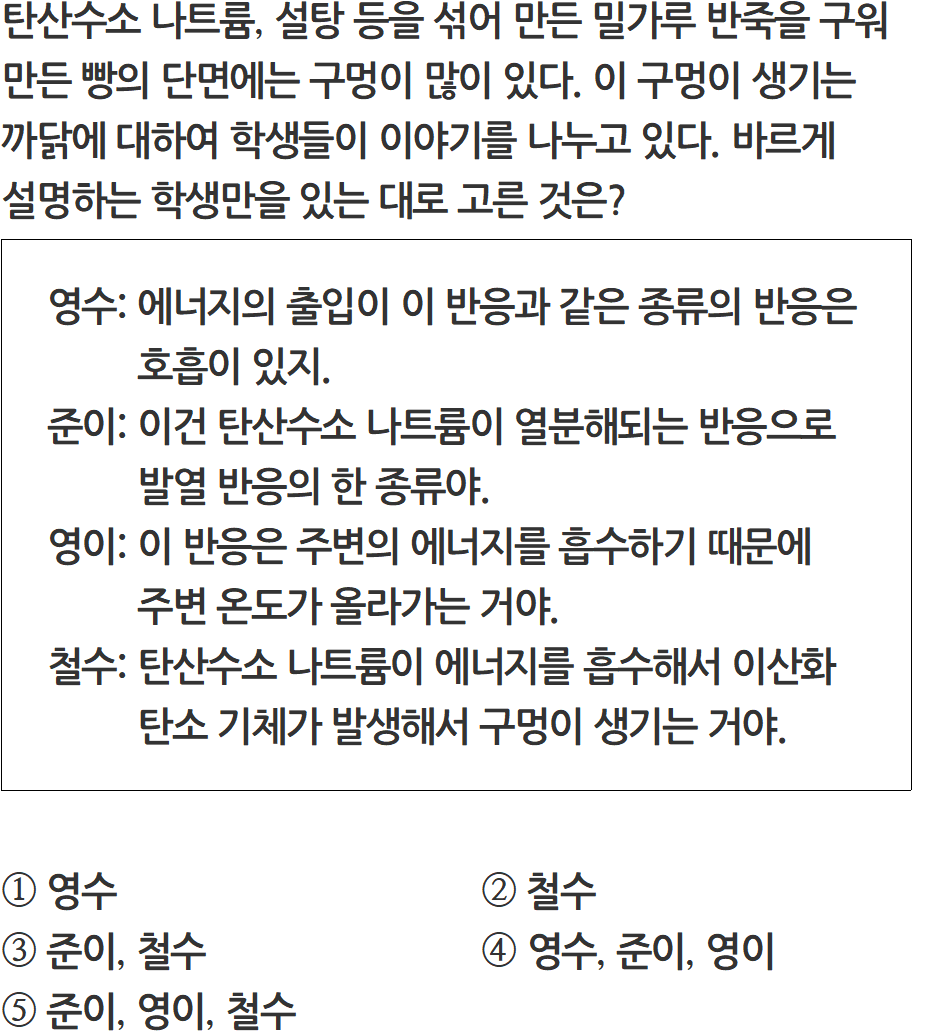 탄산수소 나트륨, 설탕 등을 섞어 만든 밀가루 반죽을 구워
만든 빵의 단면에는 구멍이 많이 있다. 이 구멍이 생기는
까닭에 대하여 학생들이 이야기를 나누고 있다. 바르게
설명하는 학생만을 있는 대로 고른 것은?
영수: 에너지의 출입이 이 반응과 같은 종류의 반응은
호흡이 있지.
준이: 이건 탄산수소 나트륨이 열분해되는 반응으로
발열 반응의 한 종류야.
영이: 이 반응은 주변의 에너지를 흡수하기 때문에
주변 온도가 올라가는 거야.
철수: 탄산수소 나트륨이 에너지를 흡수해서 이산화
탄소 기체가 발생해서 구멍이 생기는 거야.
① 영수 ② 철수
③ 준이, 철수 ④ 영수, 준이, 영이
⑤ 준이, 영이, 철수